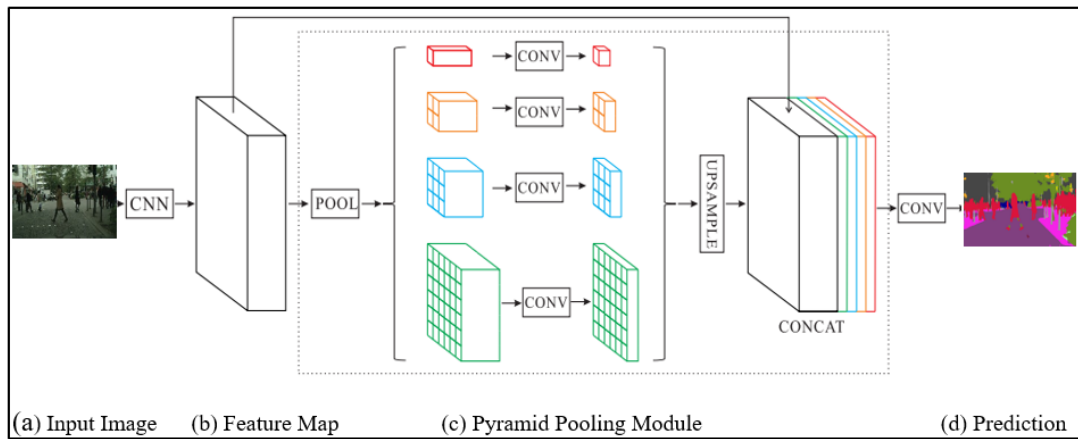 CNN
POOL
CONV
CONV
CONV
CONV
UPSAMPLE
CONCAT
CONV
(a) Input Image
(b) Feature Map
(c) Pyramid Pooling Module
(d) Prediction